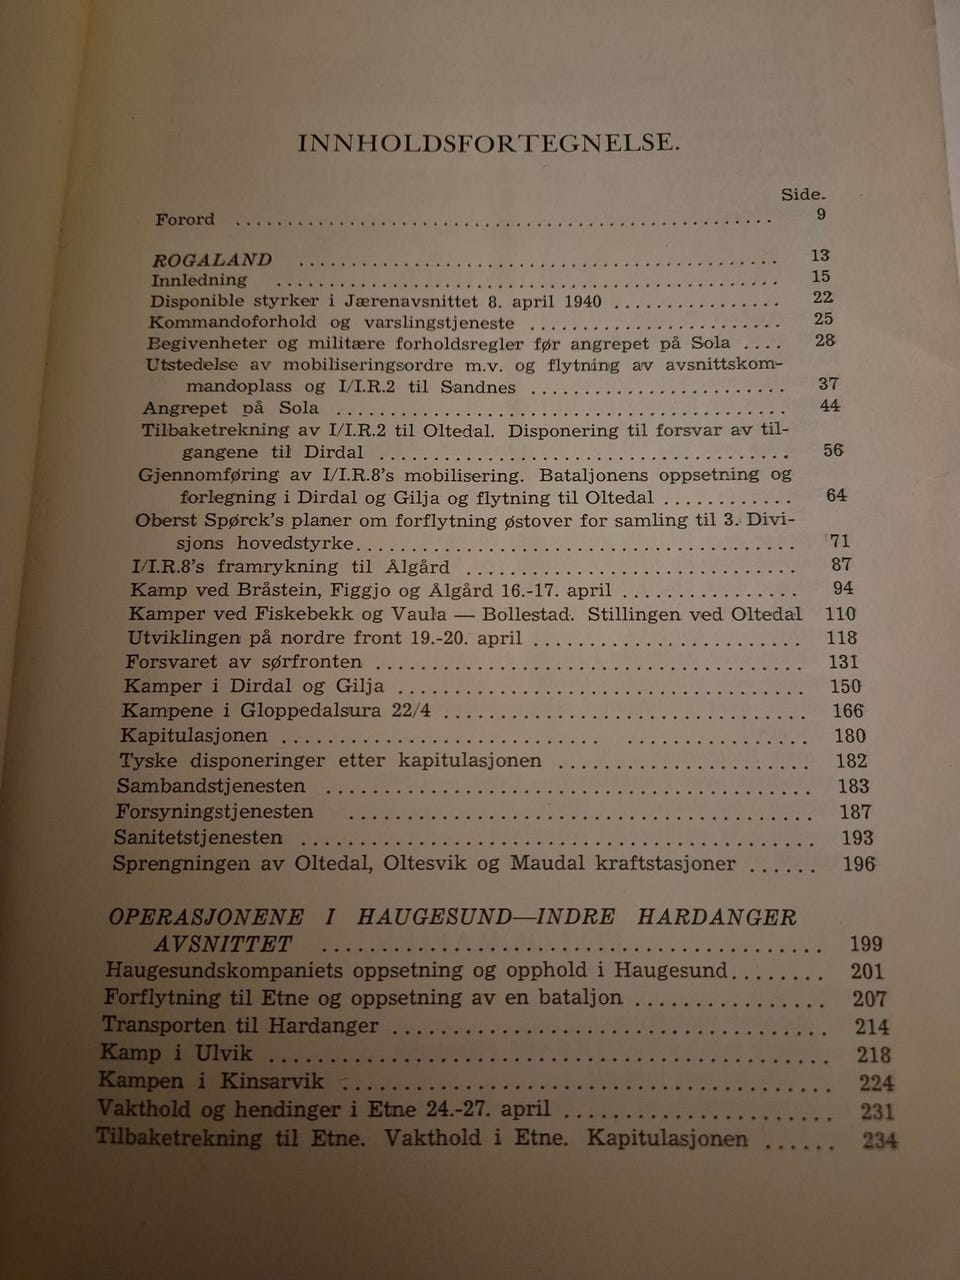 INNHOLDSFORTEGNELSE.
Side.
Forord .................................................... 9
ROGALAND .............................................. 13
Innledning ................................................ 15
Disponible styrker i Jærenavsnittet 8. april 1940 ................ 22
Kommandoforhold og varslingstjeneste ........................ 25
Begivenheter og militære forholdsregler før angrepet på Sola .... 28
Utstedelse av mobiliseringsordre m.v. og flytning av avsnittskom-
mandoplass og I/I.R.2 til Sandnes ........................ 37
Angrepet på Sola .......................................... 44
Tilbaketrekning av I/I.R.2 til Oltedal. Disponering til forsvar av til-
gangene til Dirdal ...................................... 56
Gjennomføring av I/I.R.8's mobilisering. Bataljonens oppsetning og
forlegning i Dirdal og Gilja og flytning til Oltedal ............ 64
Oberst Spørck's planer om forflytning østover for samling til 3. Divi-
sjons hovedstyrke........................................ 71
I/I.R.8's framrykning til Ålgård .............................. 87
Kamp ved Bråstein, Figgjo og Ålgård 16.-17. april ................ 94
Kamper ved Fiskebekk og Vaula — Bollestad. Stillingen ved Oltedal 110
Utviklingen på nordre front 19.-20. april ........................ 118
Forsvaret av sørfronten ...................................... 131
Kamper i Dirdal og Gilja .................................... 150
Kampene i Gloppedalsura 22/4 ................................ 166
Kapitulasjonen .............................................. 180
Tyske disponeringer etter kapitulasjonen ...................... 182
Sambandstjenesten .......................................... 183
Forsyningstjenesten ........................................ 187
Sanitetstjenesten ............................................ 193
Sprengningen av Oltedal, Oltesvik og Maudal kraftstasjoner ...... 196
OPERASJONENE I HAUGESUND—INDRE HARDANGER
AVSNITTET .......................................... 199
Haugesundskompaniets oppsetning og opphold i Haugesund........ 201
Forflytning til Etne og oppsetning av en bataljon ................ 207
Transporten til Hardanger .................................... 214
Kamp i Ulvik .............................................. 218
Kampen i Kinsarvik ........................................ 224
Vakthold og hendinger i Etne 24.-27. april ...................... 231
Tilbaketrekning til Etne. Vakthold i Etne. Kapitulasjonen ...... 234